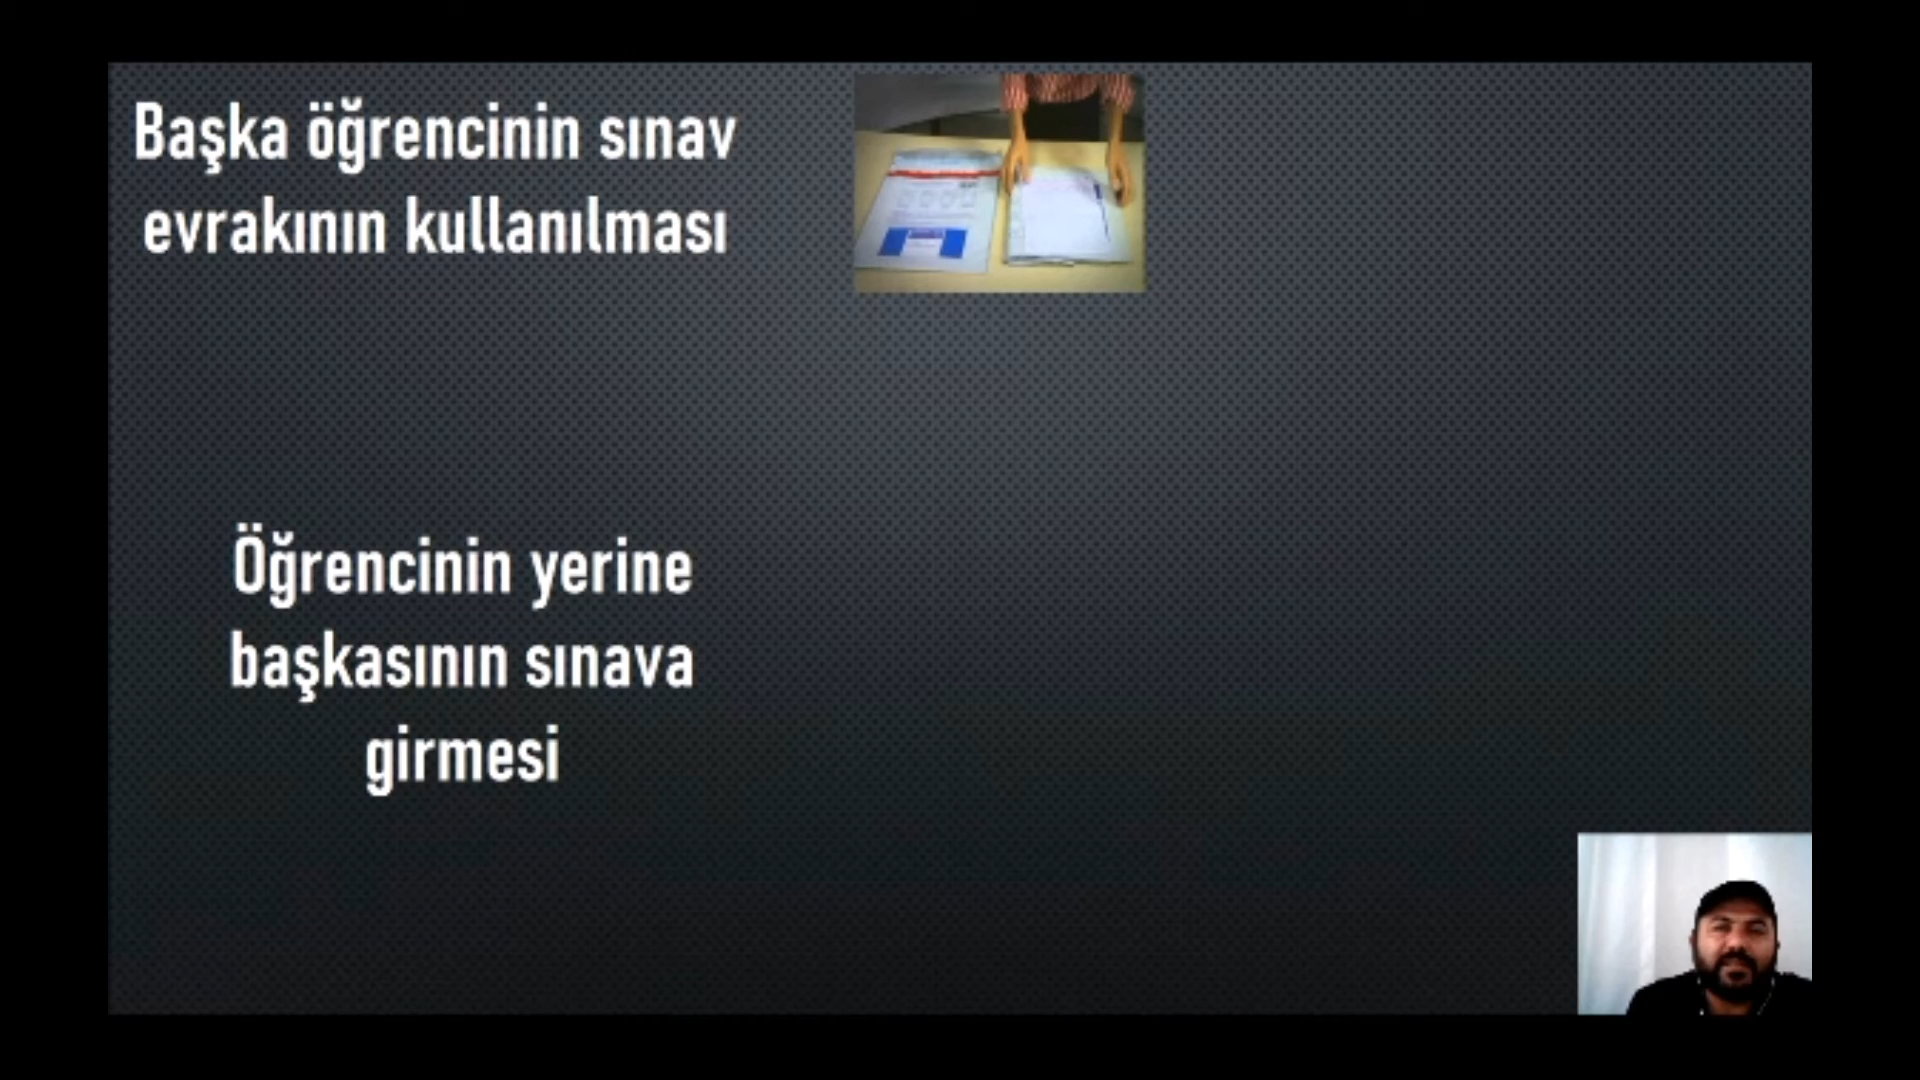 Başka öğrencinin sınav
evrakının kullanılması
Öğrencinin yerine
başkasının sınava
girmesi